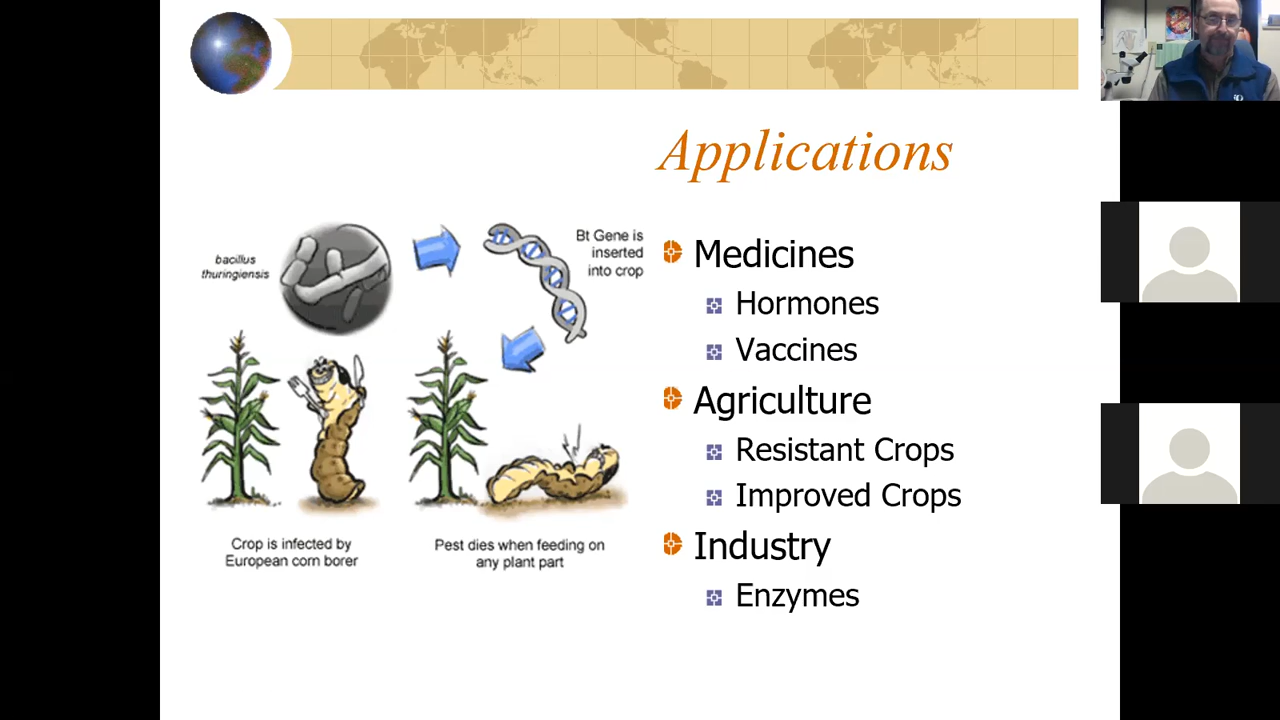 Applications
bacillus
thuringiensis
Bt Gene is
inserted
into crop
Crop is infected by
European corn borer
Pest dies when feeding on
any plant part
Medicines
Hormones
Vaccines
Agriculture
Resistant Crops
Improved Crops
Industry
Enzymes